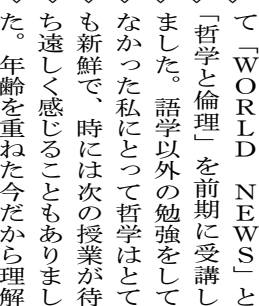 て「WORLD NEWS」と
「哲学と倫理」を前期に受講し
ました。語学以外の勉強をして
なかった私にとって哲学はとて
も新鮮で、時には次の授業が待
ち遠しく感じることもありまし
た。年齢を重ねた今だから理解